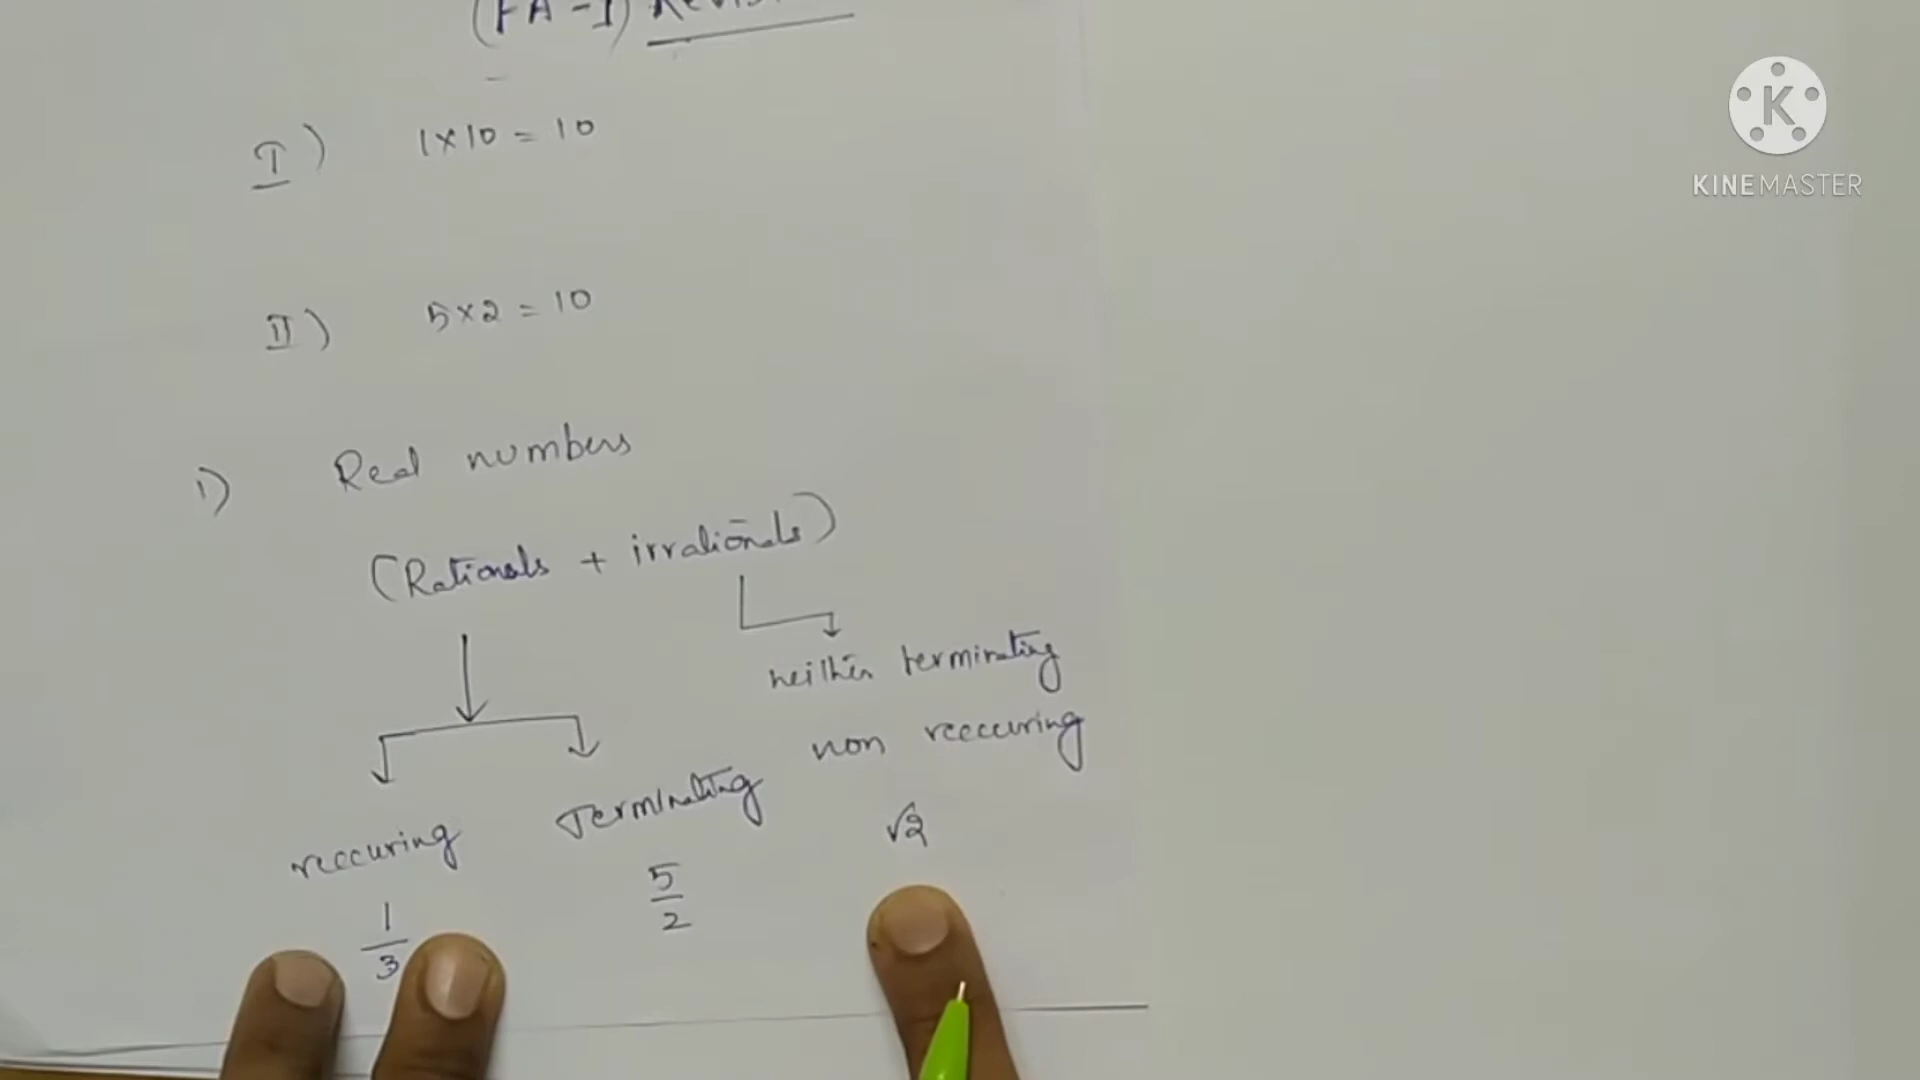 (FA-I)
I) 1×10 = 10
II) 5×2 = 10
1) Real numbers
(Rationals + irrationals)
neither terminating
non recccuring
reccuring
Terminating
√2
1/3
5/2
K
KINEMASTER